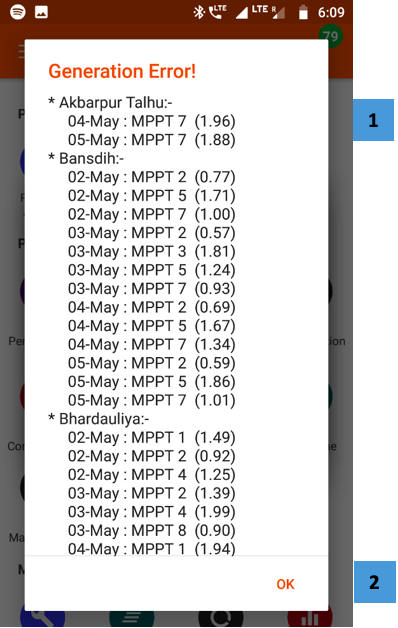 LTE LTE R 6:09
79
Generation Error!
* Akbarpur Talhu:-
04-May : MPPT 7 (1.96)
05-May : MPPT 7 (1.88)
* Bansdih:-
02-May : MPPT 2 (0.77)
02-May : MPPT 5 (1.71)
02-May : MPPT 7 (1.00)
03-May : MPPT 2 (0.57)
03-May : MPPT 3 (1.81)
03-May : MPPT 5 (1.24)
03-May : MPPT 7 (0.93)
04-May : MPPT 2 (0.69)
04-May : MPPT 5 (1.67)
04-May : MPPT 7 (1.34)
05-May : MPPT 2 (0.59)
05-May : MPPT 5 (1.86)
05-May : MPPT 7 (1.01)
* Bhardauliya:-
02-May : MPPT 1 (1.49)
02-May : MPPT 2 (0.92)
02-May : MPPT 4 (1.25)
03-May : MPPT 2 (1.39)
03-May : MPPT 4 (1.99)
03-May : MPPT 8 (0.90)
04-May : MPPT 1 (1.94)
OK
1
2